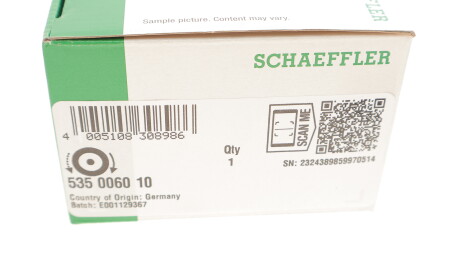 Sample picture. Content may vary.
SCHAEFFLER
4 005108 308986
Qty
1
SCAN ME
SN: 2324389859970514
535 0060 10
Country of Origin: Germany
Batch: E001129367